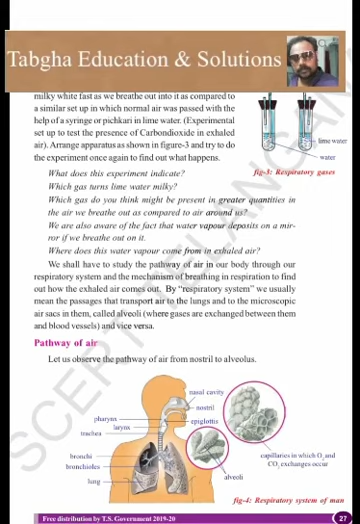 Tabgha Education & Solutions
milky white fast as we breathe out into it as compared to
a similar set up in which normal air was passed with the
help of a syringe or pichkari in lime water. (Experimental
set up to test the presence of Carbondioxide in exhaled
air). Arrange apparatus as shown in figure-3 and try to do
the experiment once again to find out what happens.
lime water
water
fig-3: Respiratory gases
What does this experiment indicate?
Which gas turns lime water milky?
Which gas do you think might be present in greater quantities in
the air we breathe out as compared to air around us?
We are also aware of the fact that water vapour deposits on a mir-
ror if we breathe out on it.
Where does this water vapour come from in exhaled air?
We shall have to study the pathway of air in our body through our
respiratory system and the mechanism of breathing in respiration to find
out how the exhaled air comes out. By “respiratory system” we usually
mean the passages that transport air to the lungs and to the microscopic
air sacs in them, called alveoli (where gases are exchanged between them
and blood vessels) and vice versa.
Pathway of air
Let us observe the pathway of air from nostril to alveolus.
nasal cavity
nostril
epiglottis
pharynx
larynx
trachea
bronchi
bronchioles
lung
alveoli
capillaries in which O2 and
CO2 exchanges occur
fig-4: Respiratory system of man
Free distribution by T.S. Government 2019-20
27
SCERT TELANGANA